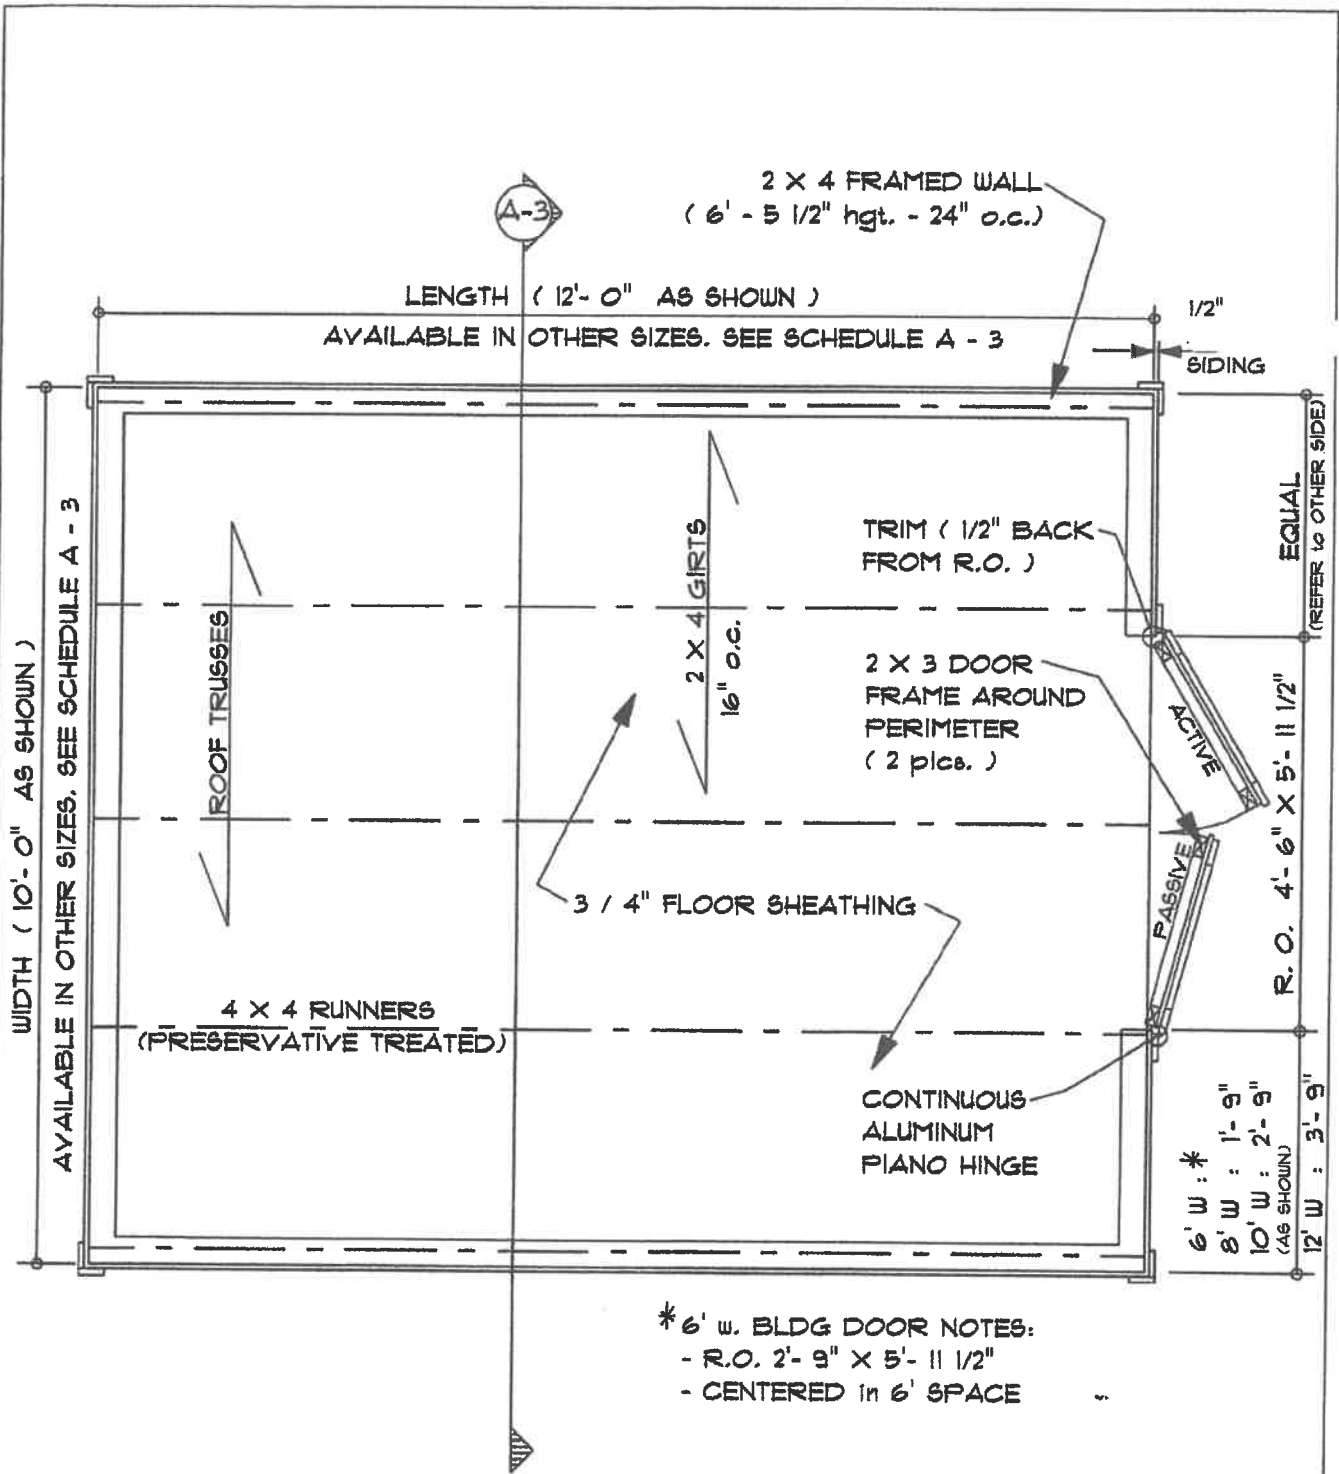 2 X 4 FRAMED WALL
( 6' - 5 1/2" hgt. - 24" o.c.)
A-3
LENGTH ( 12'- 0" AS SHOWN )
AVAILABLE IN OTHER SIZES. SEE SCHEDULE A - 3
1/2"
SIDING
WIDTH ( 10'- 0" AS SHOWN )
AVAILABLE IN OTHER SIZES. SEE SCHEDULE A - 3
ROOF TRUSSES
2 X 4 GIRTS
16" o.c.
TRIM ( 1/2" BACK
FROM R.O. )
2 X 3 DOOR
FRAME AROUND
PERIMETER
( 2 plcs. )
ACTIVE
PASSIVE
EQUAL
(REFER to OTHER SIDE)
R. O. 4'- 6" X 5'- 11 1/2"
3 / 4" FLOOR SHEATHING
4 X 4 RUNNERS
(PRESERVATIVE TREATED)
CONTINUOUS
ALUMINUM
PIANO HINGE
6' W : *
8' W : 1'- 9"
10' W : 2'- 9"
(AS SHOWN)
12' W : 3'- 9"
* 6' w. BLDG DOOR NOTES:
- R.O. 2'- 9" X 5'- 11 1/2"
- CENTERED in 6' SPACE